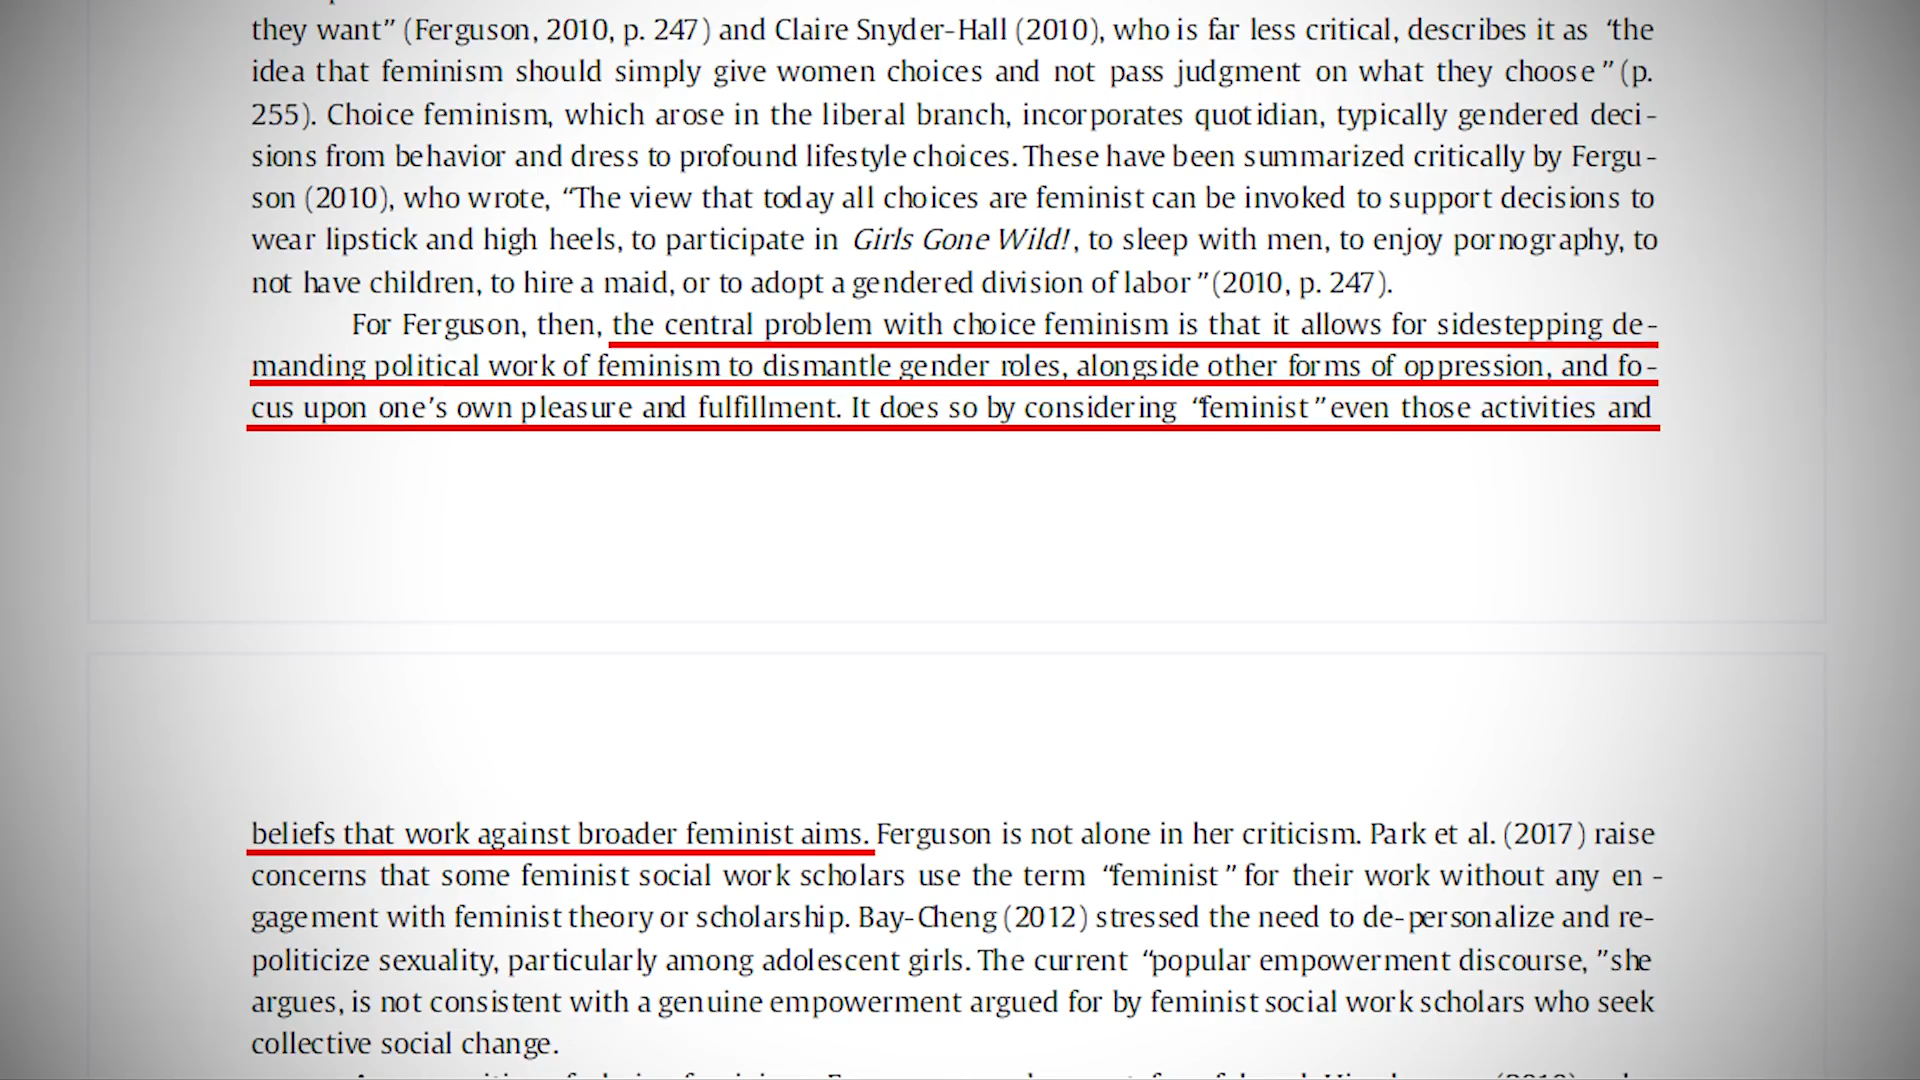 they want” (Ferguson, 2010, p. 247) and Claire Snyder-Hall (2010), who is far less critical, describes it as “the
idea that feminism should simply give women choices and not pass judgment on what they choose” (p.
255). Choice feminism, which arose in the liberal branch, incorporates quotidian, typically gendered deci-
sions from behavior and dress to profound lifestyle choices. These have been summarized critically by Fergu-
son (2010), who wrote, “The view that today all choices are feminist can be invoked to support decisions to
wear lipstick and high heels, to participate in Girls Gone Wild!, to sleep with men, to enjoy pornography, to
not have children, to hire a maid, or to adopt a gendered division of labor” (2010, p. 247).
For Ferguson, then, the central problem with choice feminism is that it allows for sidestepping de-
manding political work of feminism to dismantle gender roles, alongside other forms of oppression, and fo-
cus upon one’s own pleasure and fulfillment. It does so by considering “feminist” even those activities and
beliefs that work against broader feminist aims. Ferguson is not alone in her criticism. Park et al. (2017) raise
concerns that some feminist social work scholars use the term “feminist” for their work without any en-
gagement with feminist theory or scholarship. Bay-Cheng (2012) stressed the need to de-personalize and re-
politicize sexuality, particularly among adolescent girls. The current “popular empowerment discourse,” she
argues, is not consistent with a genuine empowerment argued for by feminist social work scholars who seek
collective social change.